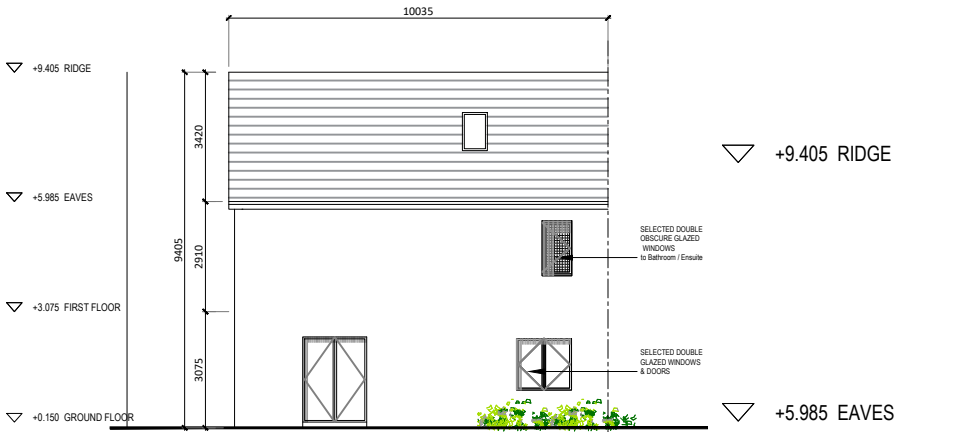 10035
+9.405 RIDGE
3420
+9.405 RIDGE
+5.985 EAVES
SELECTED DOUBLE
OBSCURE GLAZED
WINDOWS
to Bathroom / Ensuite
9405
2910
+3.075 FIRST FLOOR
SELECTED DOUBLE
GLAZED WINDOWS
& DOORS
3075
+0.150 GROUND FLOOR
+5.985 EAVES